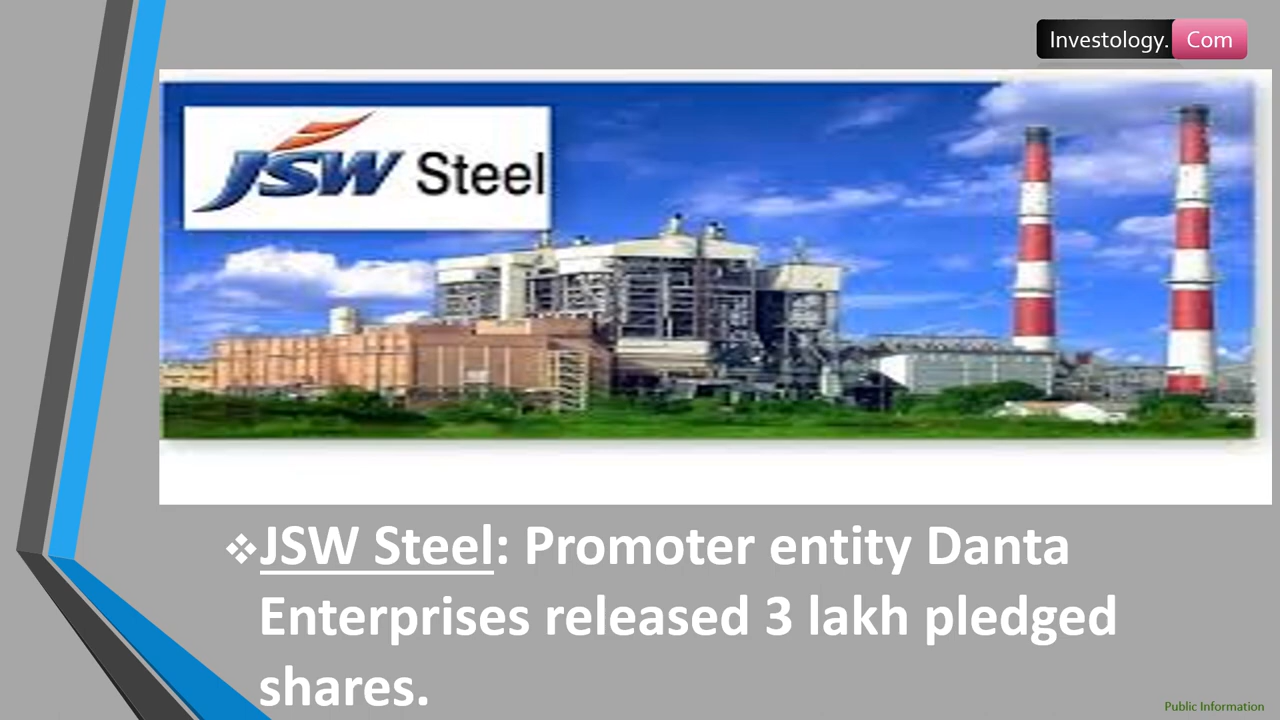 Investology. Com
JSW Steel
❖JSW Steel: Promoter entity Danta
Enterprises released 3 lakh pledged
shares.
Public Information